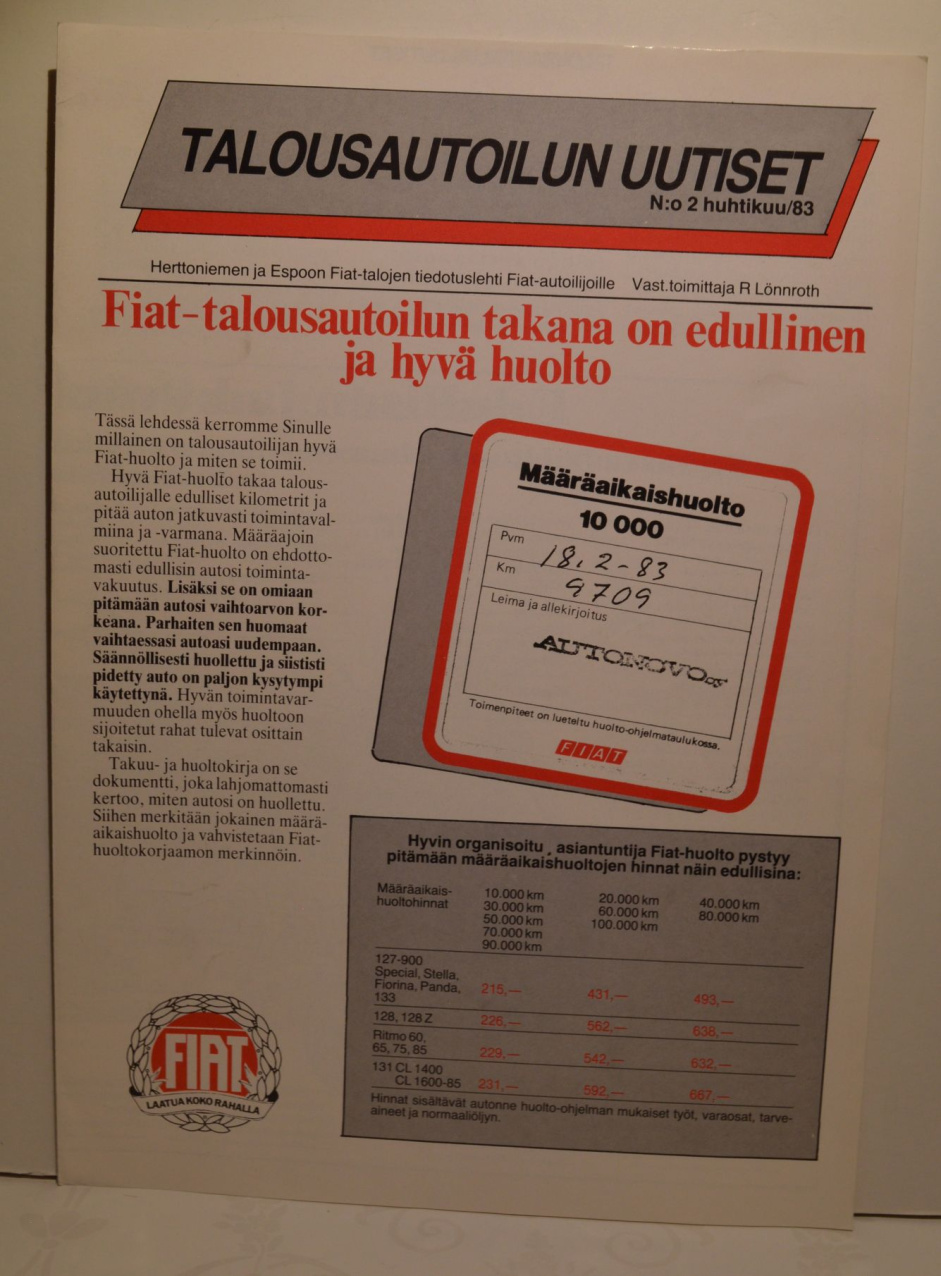 TALOUSAUTOILUN UUTISET
N:o 2 huhtikuu/83
Herttoniemen ja Espoon Fiat-talojen tiedotuslehti Fiat-autoilijoille Vast.toimittaja R Lönnroth
Fiat-talousautoilun takana on edullinen
ja hyvä huolto
Tässä lehdessä kerromme Sinulle
millainen on talousautoilijan hyvä
Fiat-huolto ja miten se toimii.
Hyvä Fiat-huolto takaa talous-
autoilijalle edulliset kilometrit ja
pitää auton jatkuvasti toimintaval-
miina ja -varmana. Määräajoin
suoritettu Fiat-huolto on ehdotto-
masti edullisin autosi toiminta-
vakuutus. Lisäksi se on omiaan
pitämään autosi vaihtoarvon kor-
keana. Parhaiten sen huomaat
vaihtaessasi autoasi uudempaan.
Säännöllisesti huollettu ja siististi
pidetty auto on paljon kysytympi
käytettynä. Hyvän toimintavar-
muuden ohella myös huoltoon
sijoitetut rahat tulevat osittain
takaisin.
Takuu- ja huoltokirja on se
dokumentti, joka lahjomattomasti
kertoo, miten autosi on huollettu.
Siihen merkitään jokainen määrä-
aikaishuolto ja vahvistetaan Fiat-
huoltokorjaamon merkinnöin.
Määräaikaishuolto
10 000
Pvm 18.2-83
Km 9709
Leima ja allekirjoitus
AUTONOVO OY
Toimenpiteet on lueteltu huolto-ohjelmataulukossa.
FIAT
Hyvin organisoitu, asiantuntija Fiat-huolto pystyy
pitämään määräaikaishuoltojen hinnat näin edullisina:
Määräaikais- 10.000 km 20.000 km 40.000 km
huoltohinnat 30.000 km 60.000 km 80.000 km
50.000 km 100.000 km
70.000 km
90.000 km
127-900
Special, Stella,
Fiorina, Panda, 215,— 431,— 493,—
133
128, 128 Z 226,— 562,— 638,—
Ritmo 60,
65, 75, 85 229,— 542,— 632,—
131 CL 1400
CL 1600-85 231,— 592,— 667,—
Hinnat sisältävät autonne huolto-ohjelman mukaiset työt, varaosat, tarve-
aineet ja normaaliöljyn.
FIAT
LAATUA KOKO RAHALLA